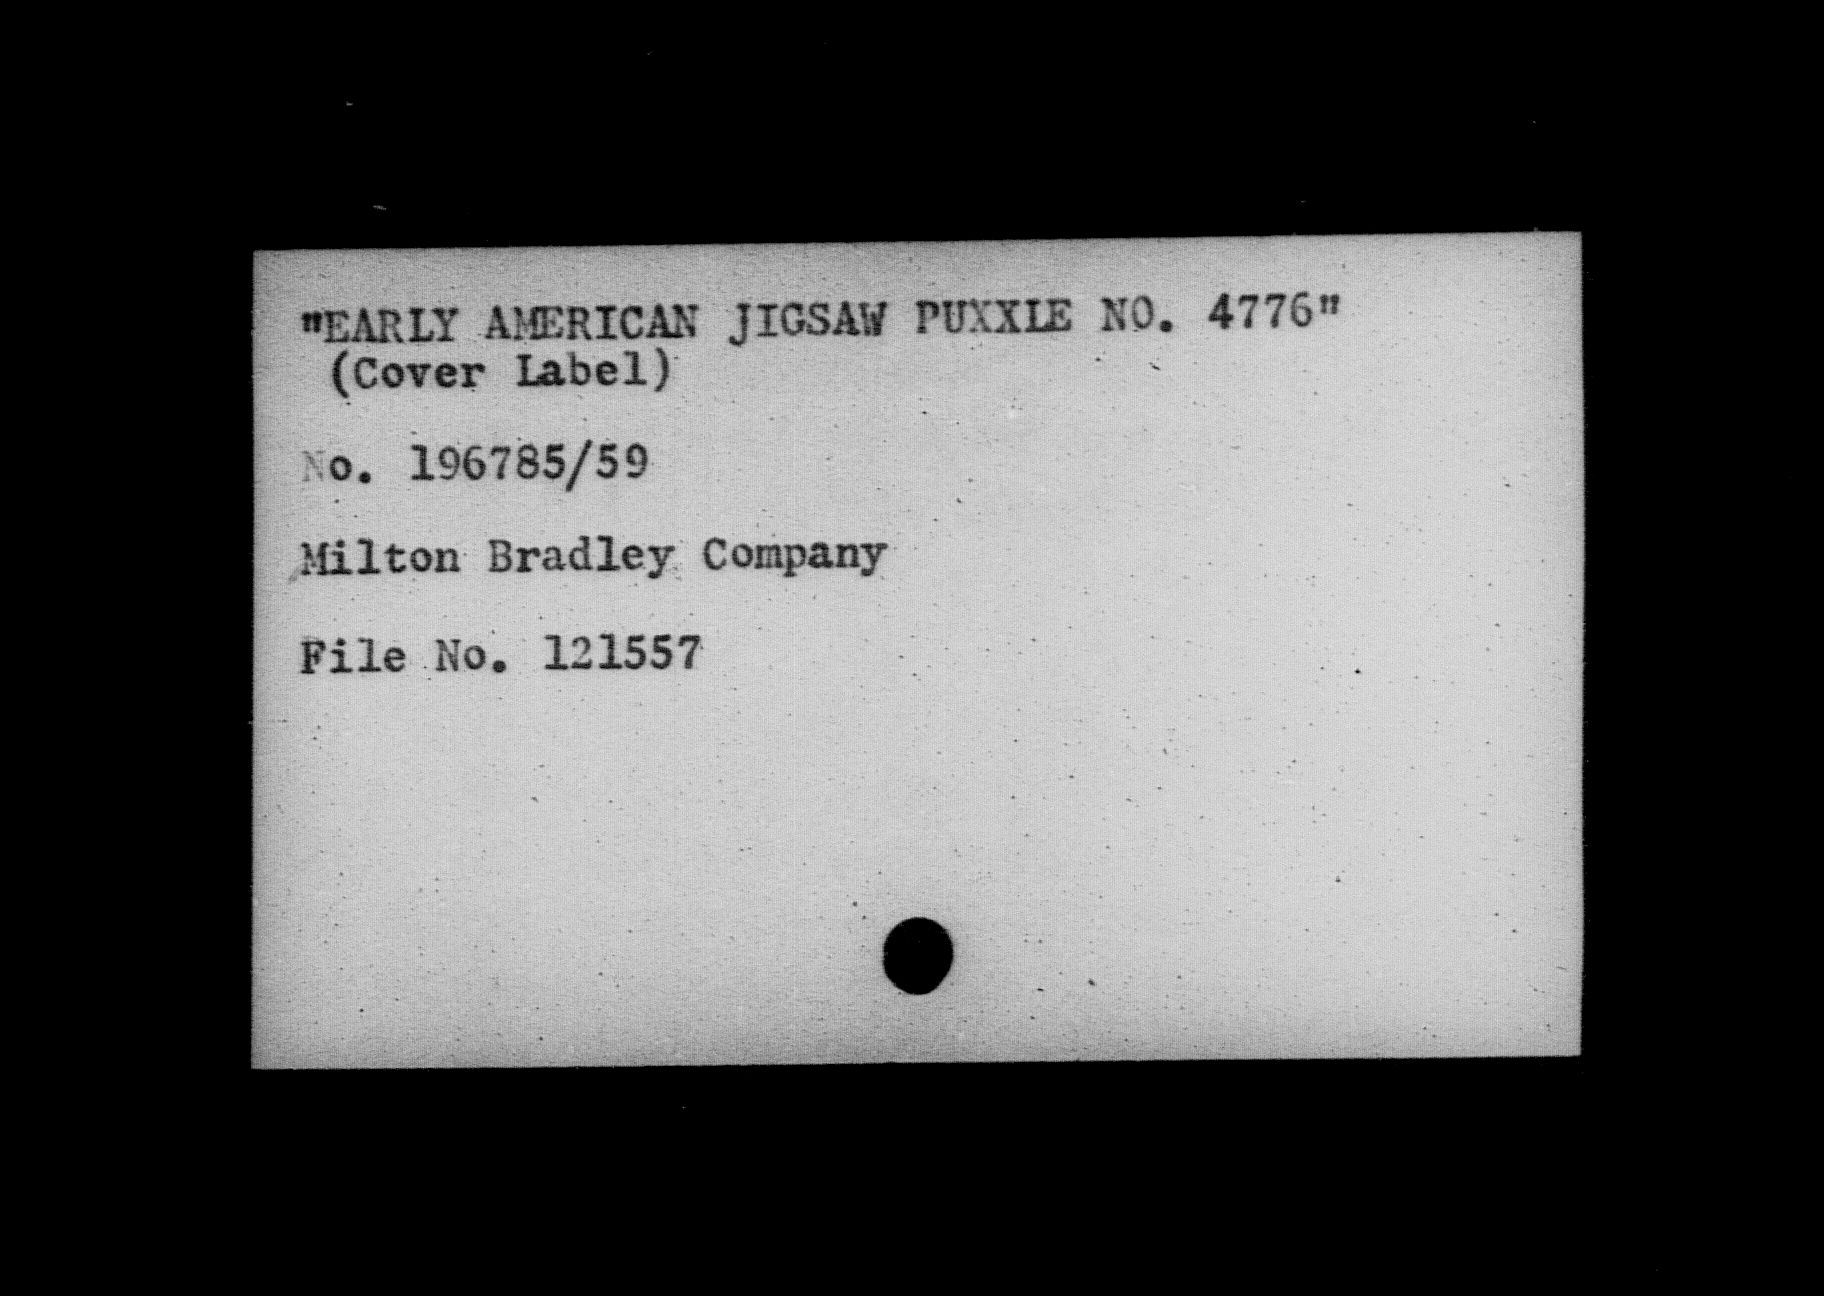 "EARLY AMERICAN JIGSAW PUXXLE NO. 4776"
(Cover Label)
No. 196785/59
Milton Bradley Company
File No. 121557